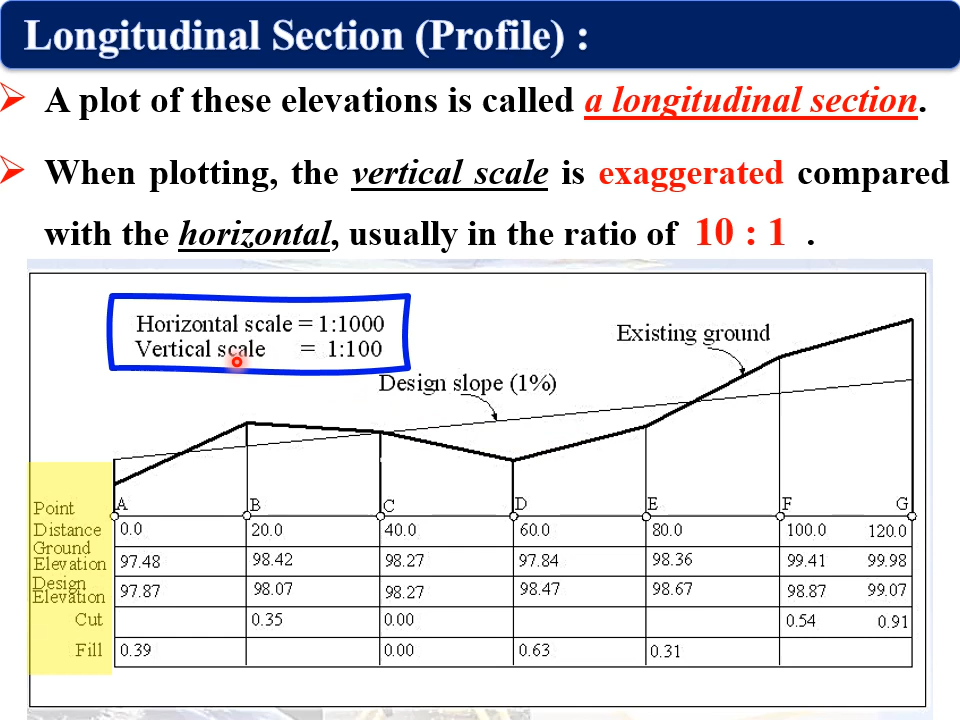 Longitudinal Section (Profile) :
A plot of these elevations is called a longitudinal section.
When plotting, the vertical scale is exaggerated compared
with the horizontal, usually in the ratio of 10 : 1 .
Horizontal scale = 1:1000
Vertical scale = 1:100
Existing ground
Design slope (1%)
Point A B C D E F G
Distance 0.0 20.0 40.0 60.0 80.0 100.0 120.0
Ground
Elevation 97.48 98.42 98.27 97.84 98.36 99.41 99.98
Design
Elevation 97.87 98.07 98.27 98.47 98.67 98.87 99.07
Cut 0.35 0.00 0.54 0.91
Fill 0.39 0.00 0.63 0.31